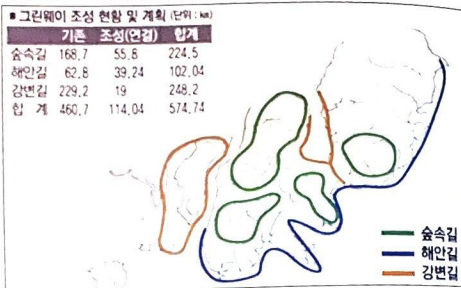 ■ 그린웨이 조성 현황 및 계획 (단위 : ㎞)
기존 조성(연결) 합계
숲속길 168.7 55.8 224.5
해안길 62.8 39.24 102.04
강변길 229.2 19 248.2
합 계 460.7 114.04 574.74
숲속길
해안길
강변길